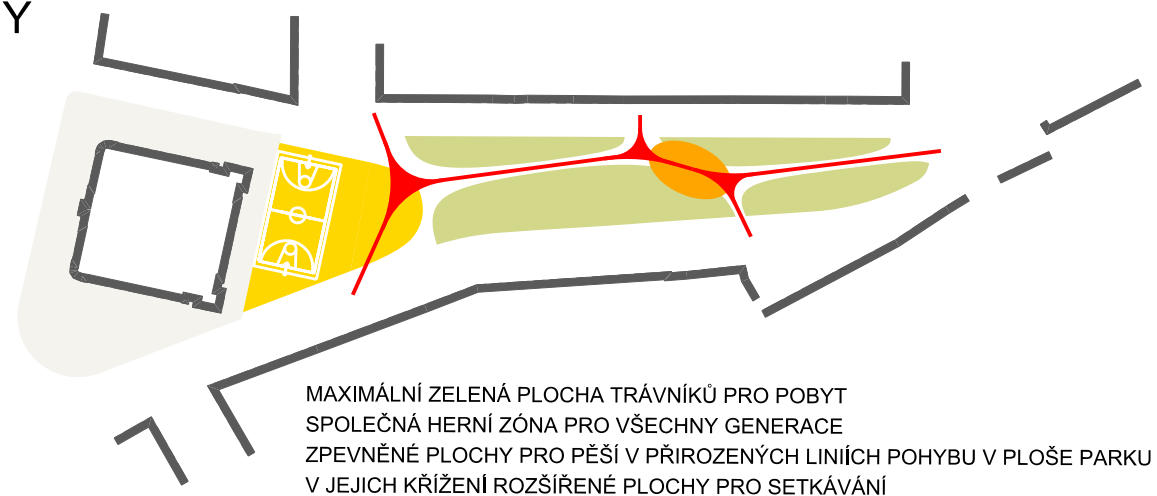 Y
MAXIMÁLNÍ ZELENÁ PLOCHA TRÁVNÍKŮ PRO POBYT
SPOLEČNÁ HERNÍ ZÓNA PRO VŠECHNY GENERACE
ZPEVNĚNÉ PLOCHY PRO PĚŠÍ V PŘIROZENÝCH LINIÍCH POHYBU V PLOŠE PARKU
V JEJICH KŘÍŽENÍ ROZŠÍŘENÉ PLOCHY PRO SETKÁVÁNÍ